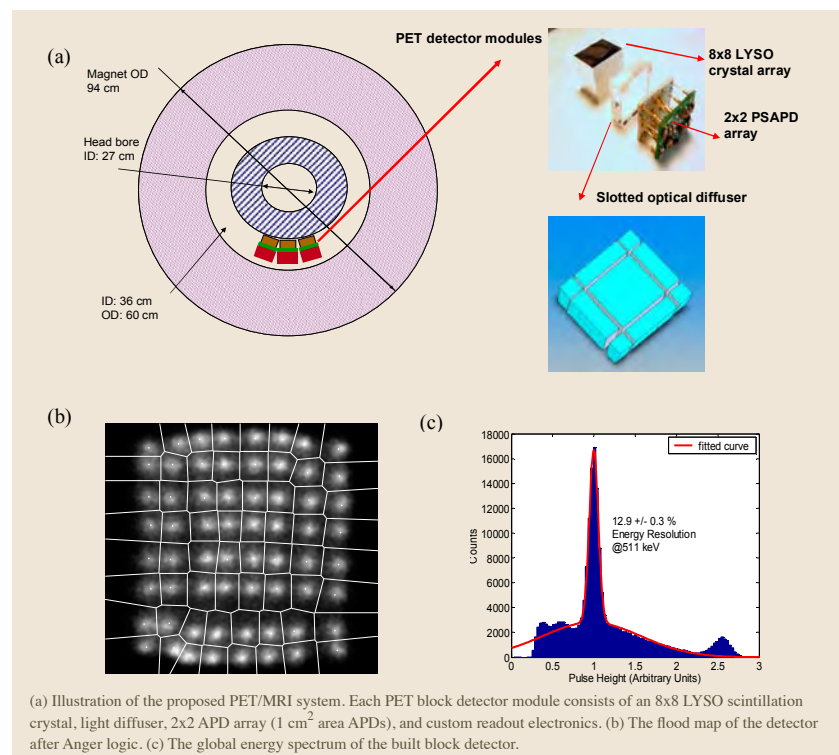 (a)
PET detector modules
Magnet OD
94 cm
8x8 LYSO
crystal array
Head bore
ID: 27 cm
2x2 PSAPD
array
Slotted optical diffuser
ID: 36 cm
OD: 60 cm
(b)
(c)
18000
16000
14000
12000
10000
8000
6000
4000
2000
0
Counts
fitted curve
12.9 +/- 0.3 %
Energy Resolution
@511 keV
0 0.5 1 1.5 2 2.5 3
Pulse Height (Arbitrary Units)
(a) Illustration of the proposed PET/MRI system. Each PET block detector module consists of an 8x8 LYSO scintillation
crystal, light diffuser, 2x2 APD array (1 cm² area APDs), and custom readout electronics. (b) The flood map of the detector
after Anger logic. (c) The global energy spectrum of the built block detector.